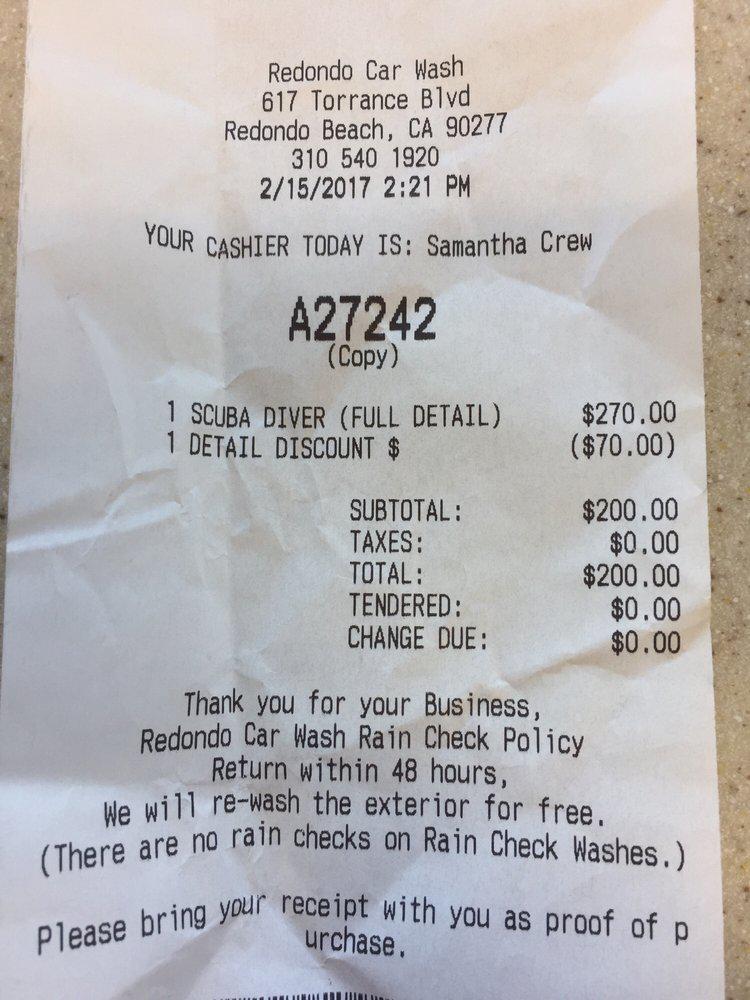 Redondo Car Wash
617 Torrance Blvd
Redondo Beach, CA 90277
310 540 1920
2/15/2017 2:21 PM
YOUR CASHIER TODAY IS: Samantha Crew
A27242
(Copy)
1 SCUBA DIVER (FULL DETAIL) $270.00
1 DETAIL DISCOUNT $ ($70.00)
SUBTOTAL: $200.00
TAXES: $0.00
TOTAL: $200.00
TENDERED: $0.00
CHANGE DUE: $0.00
Thank you for your Business,
Redondo Car Wash Rain Check Policy
Return within 48 hours,
We will re-wash the exterior for free.
(There are no rain checks on Rain Check Washes.)
Please bring your receipt with you as proof of p
urchase.